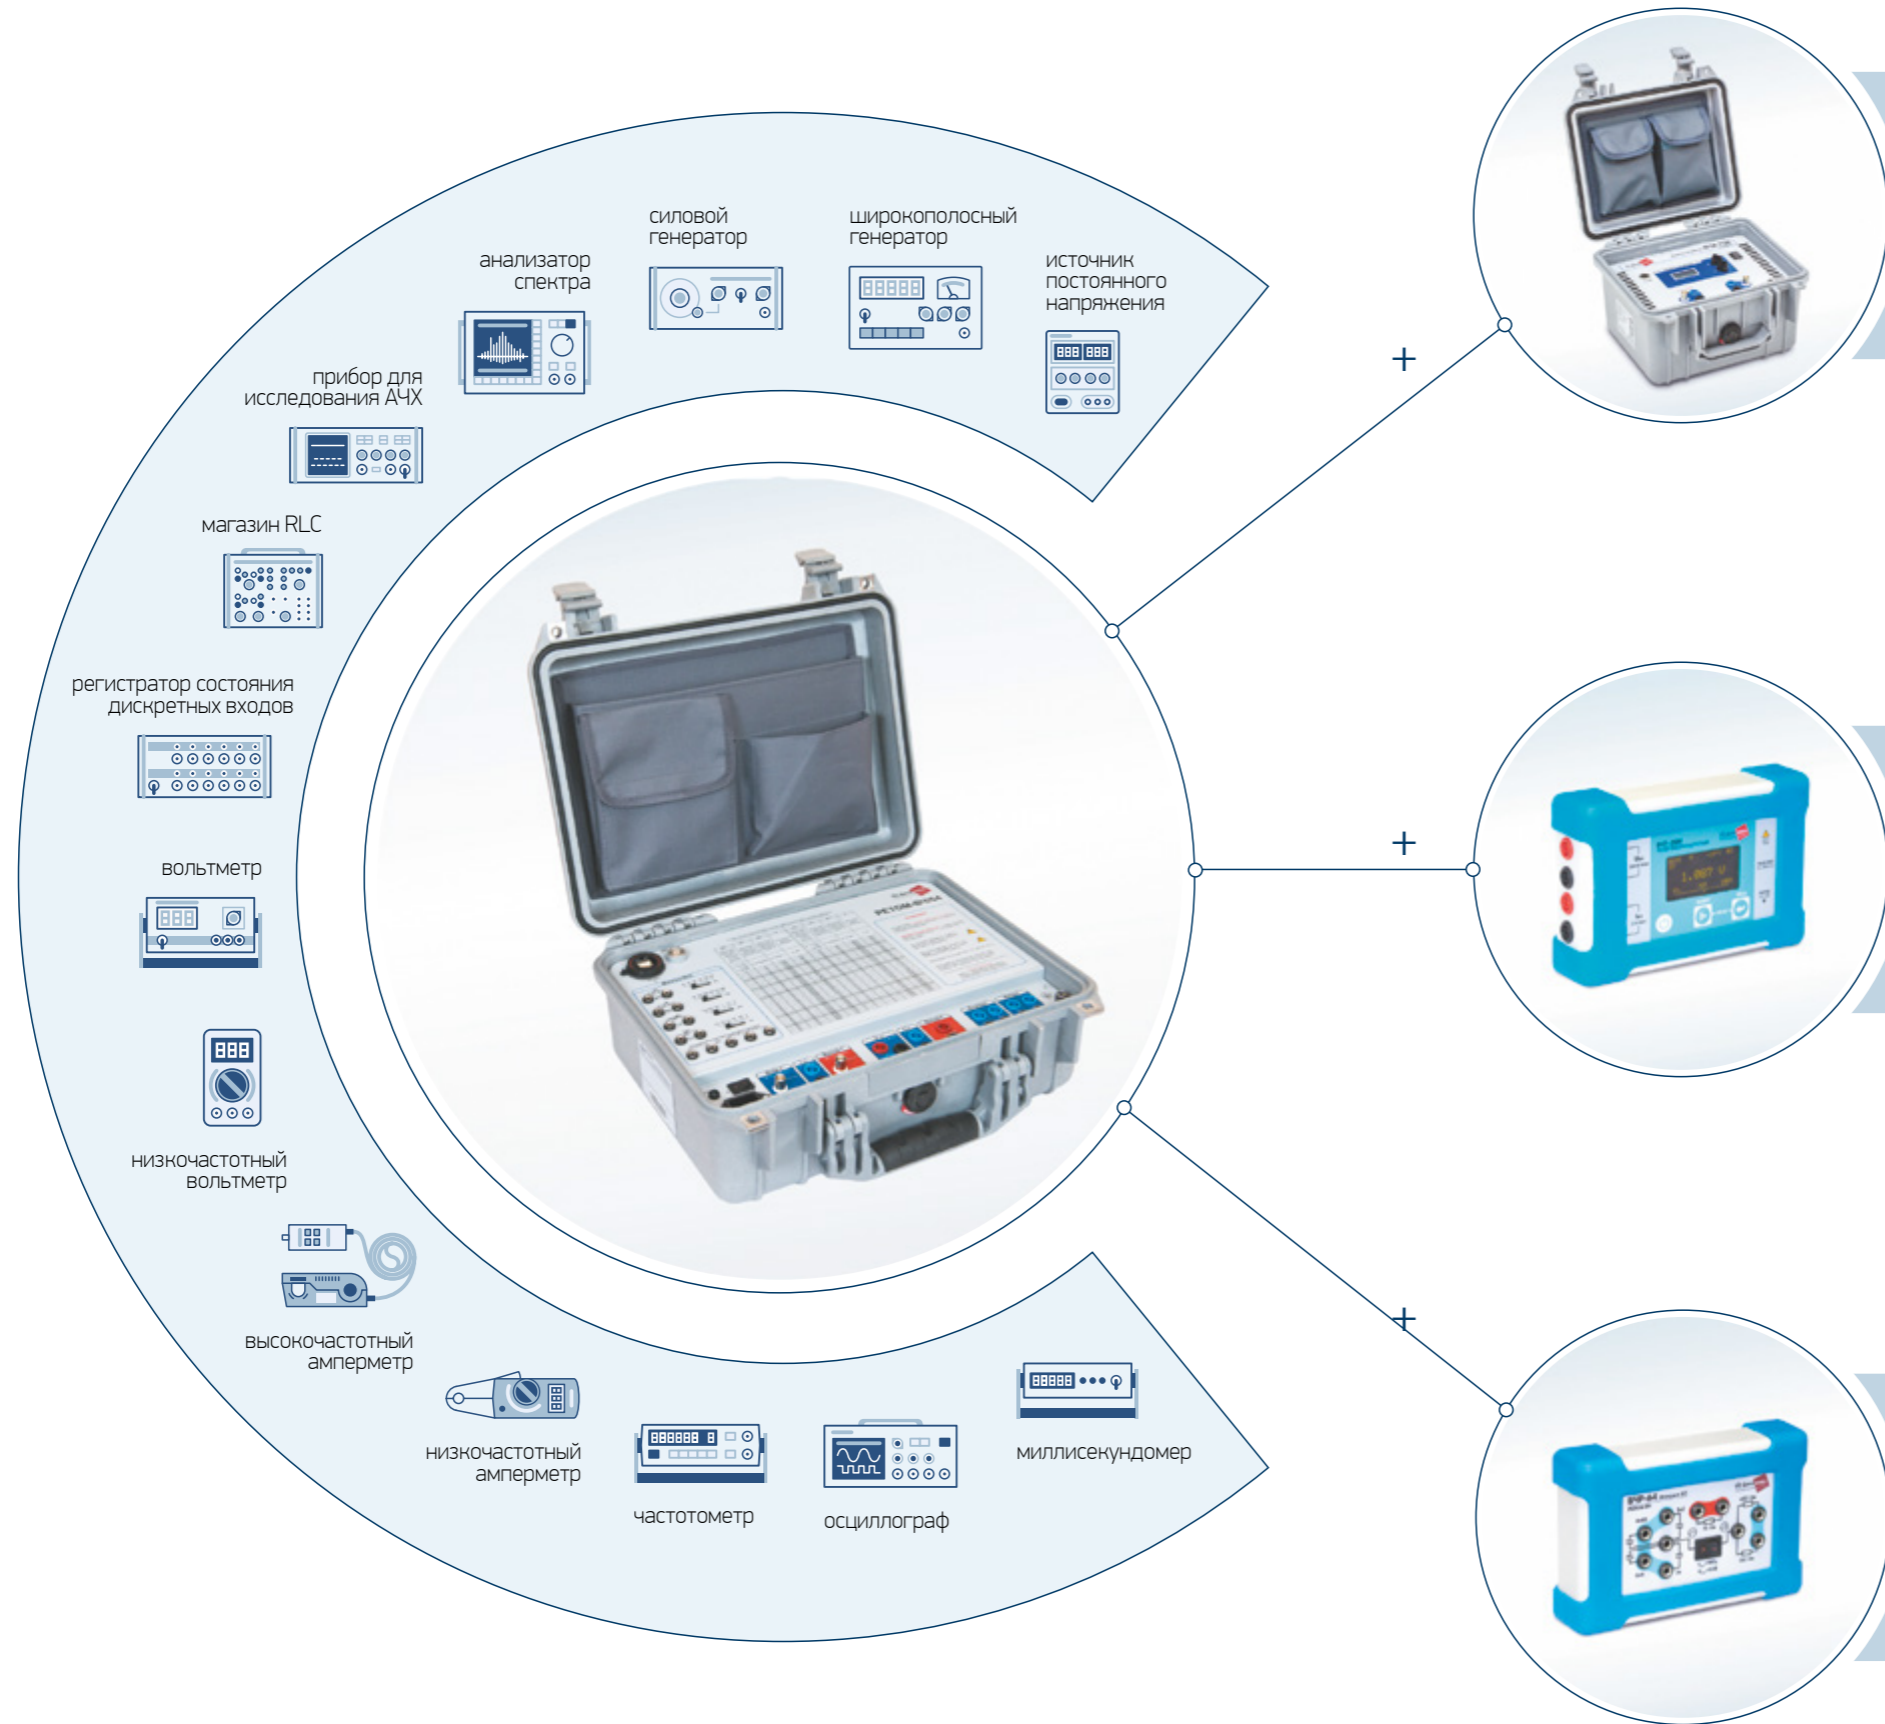 силовой
генератор
широкополосный
генератор
источник
постоянного
напряжения
анализатор
спектра
прибор для
исследования АЧХ
магазин RLC
регистратор состояния
дискретных входов
вольтметр
низкочастотный
вольтметр
высокочастотный
амперметр
низкочастотный
амперметр
частотометр
осциллограф
миллисекундомер
+
+
+